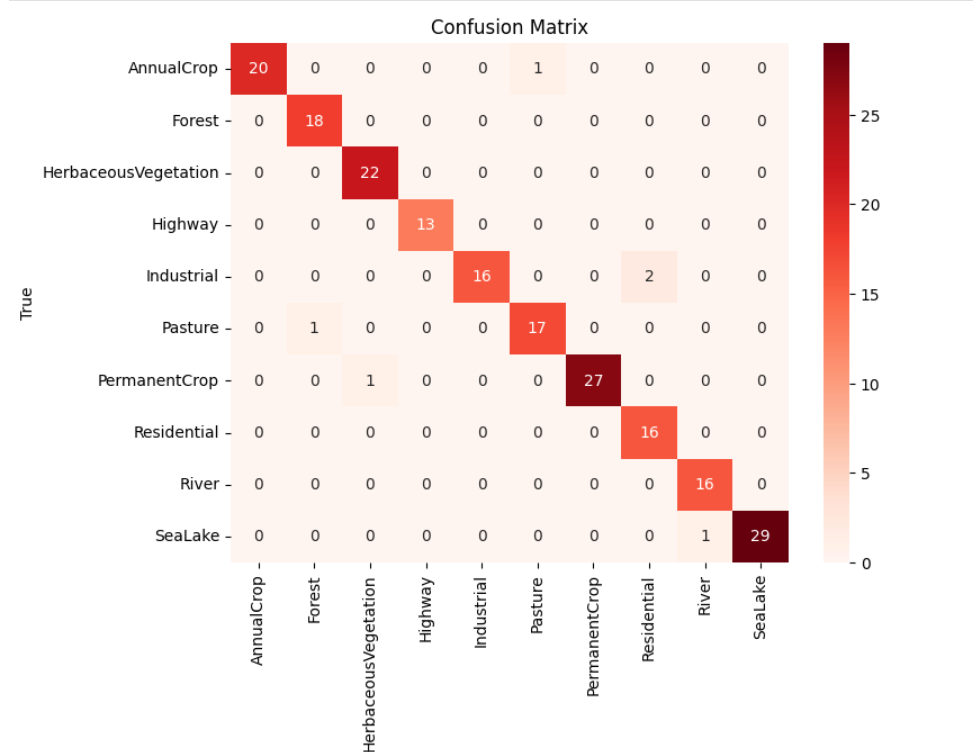 Confusion Matrix
AnnualCrop 20 0 0 0 0 1 0 0 0 0
Forest 0 18 0 0 0 0 0 0 0 0
HerbaceousVegetation 0 0 22 0 0 0 0 0 0 0
Highway 0 0 0 13 0 0 0 0 0 0
Industrial 0 0 0 0 16 0 0 2 0 0
Pasture 0 1 0 0 0 17 0 0 0 0
PermanentCrop 0 0 1 0 0 0 27 0 0 0
Residential 0 0 0 0 0 0 0 16 0 0
River 0 0 0 0 0 0 0 0 16 0
SeaLake 0 0 0 0 0 0 0 0 1 29
True
AnnualCrop
Forest
HerbaceousVegetation
Highway
Industrial
Pasture
PermanentCrop
Residential
River
SeaLake
25
20
15
10
5
0